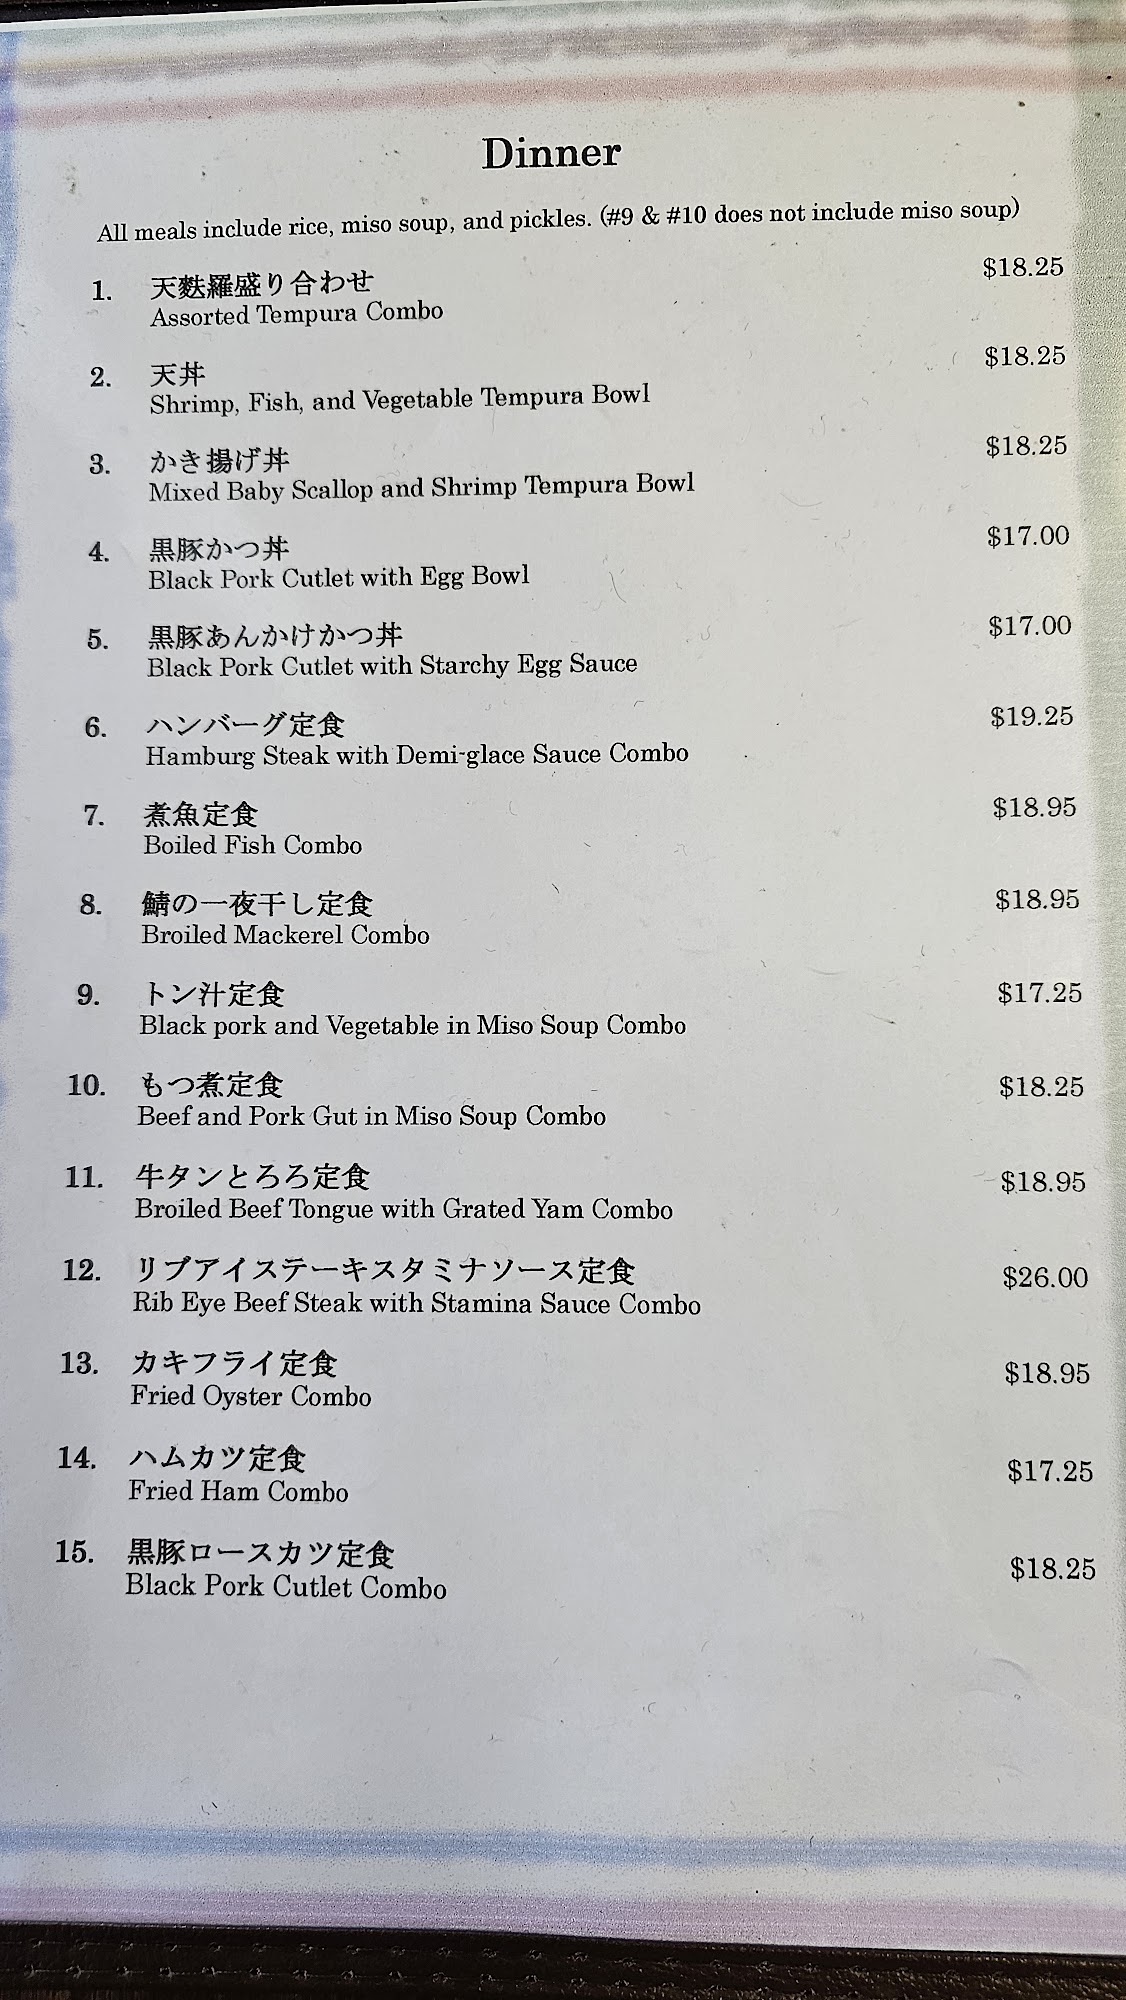 Dinner
All meals include rice, miso soup, and pickles. (#9 & #10 does not include miso soup)
1. 天麩羅盛り合わせ $18.25
Assorted Tempura Combo
2. 天丼 $18.25
Shrimp, Fish, and Vegetable Tempura Bowl
3. かき揚げ丼 $18.25
Mixed Baby Scallop and Shrimp Tempura Bowl
4. 黒豚かつ丼 $17.00
Black Pork Cutlet with Egg Bowl
5. 黒豚あんかけかつ丼 $17.00
Black Pork Cutlet with Starchy Egg Sauce
6. ハンバーグ定食 $19.25
Hamburg Steak with Demi-glace Sauce Combo
7. 煮魚定食 $18.95
Boiled Fish Combo
8. 鯖の一夜干し定食 $18.95
Broiled Mackerel Combo
9. トン汁定食 $17.25
Black pork and Vegetable in Miso Soup Combo
10. もつ煮定食 $18.25
Beef and Pork Gut in Miso Soup Combo
11. 牛タンとろろ定食 $18.95
Broiled Beef Tongue with Grated Yam Combo
12. リブアイステーキスタミナソース定食 $26.00
Rib Eye Beef Steak with Stamina Sauce Combo
13. カキフライ定食 $18.95
Fried Oyster Combo
14. ハムカツ定食 $17.25
Fried Ham Combo
15. 黒豚ロースカツ定食 $18.25
Black Pork Cutlet Combo